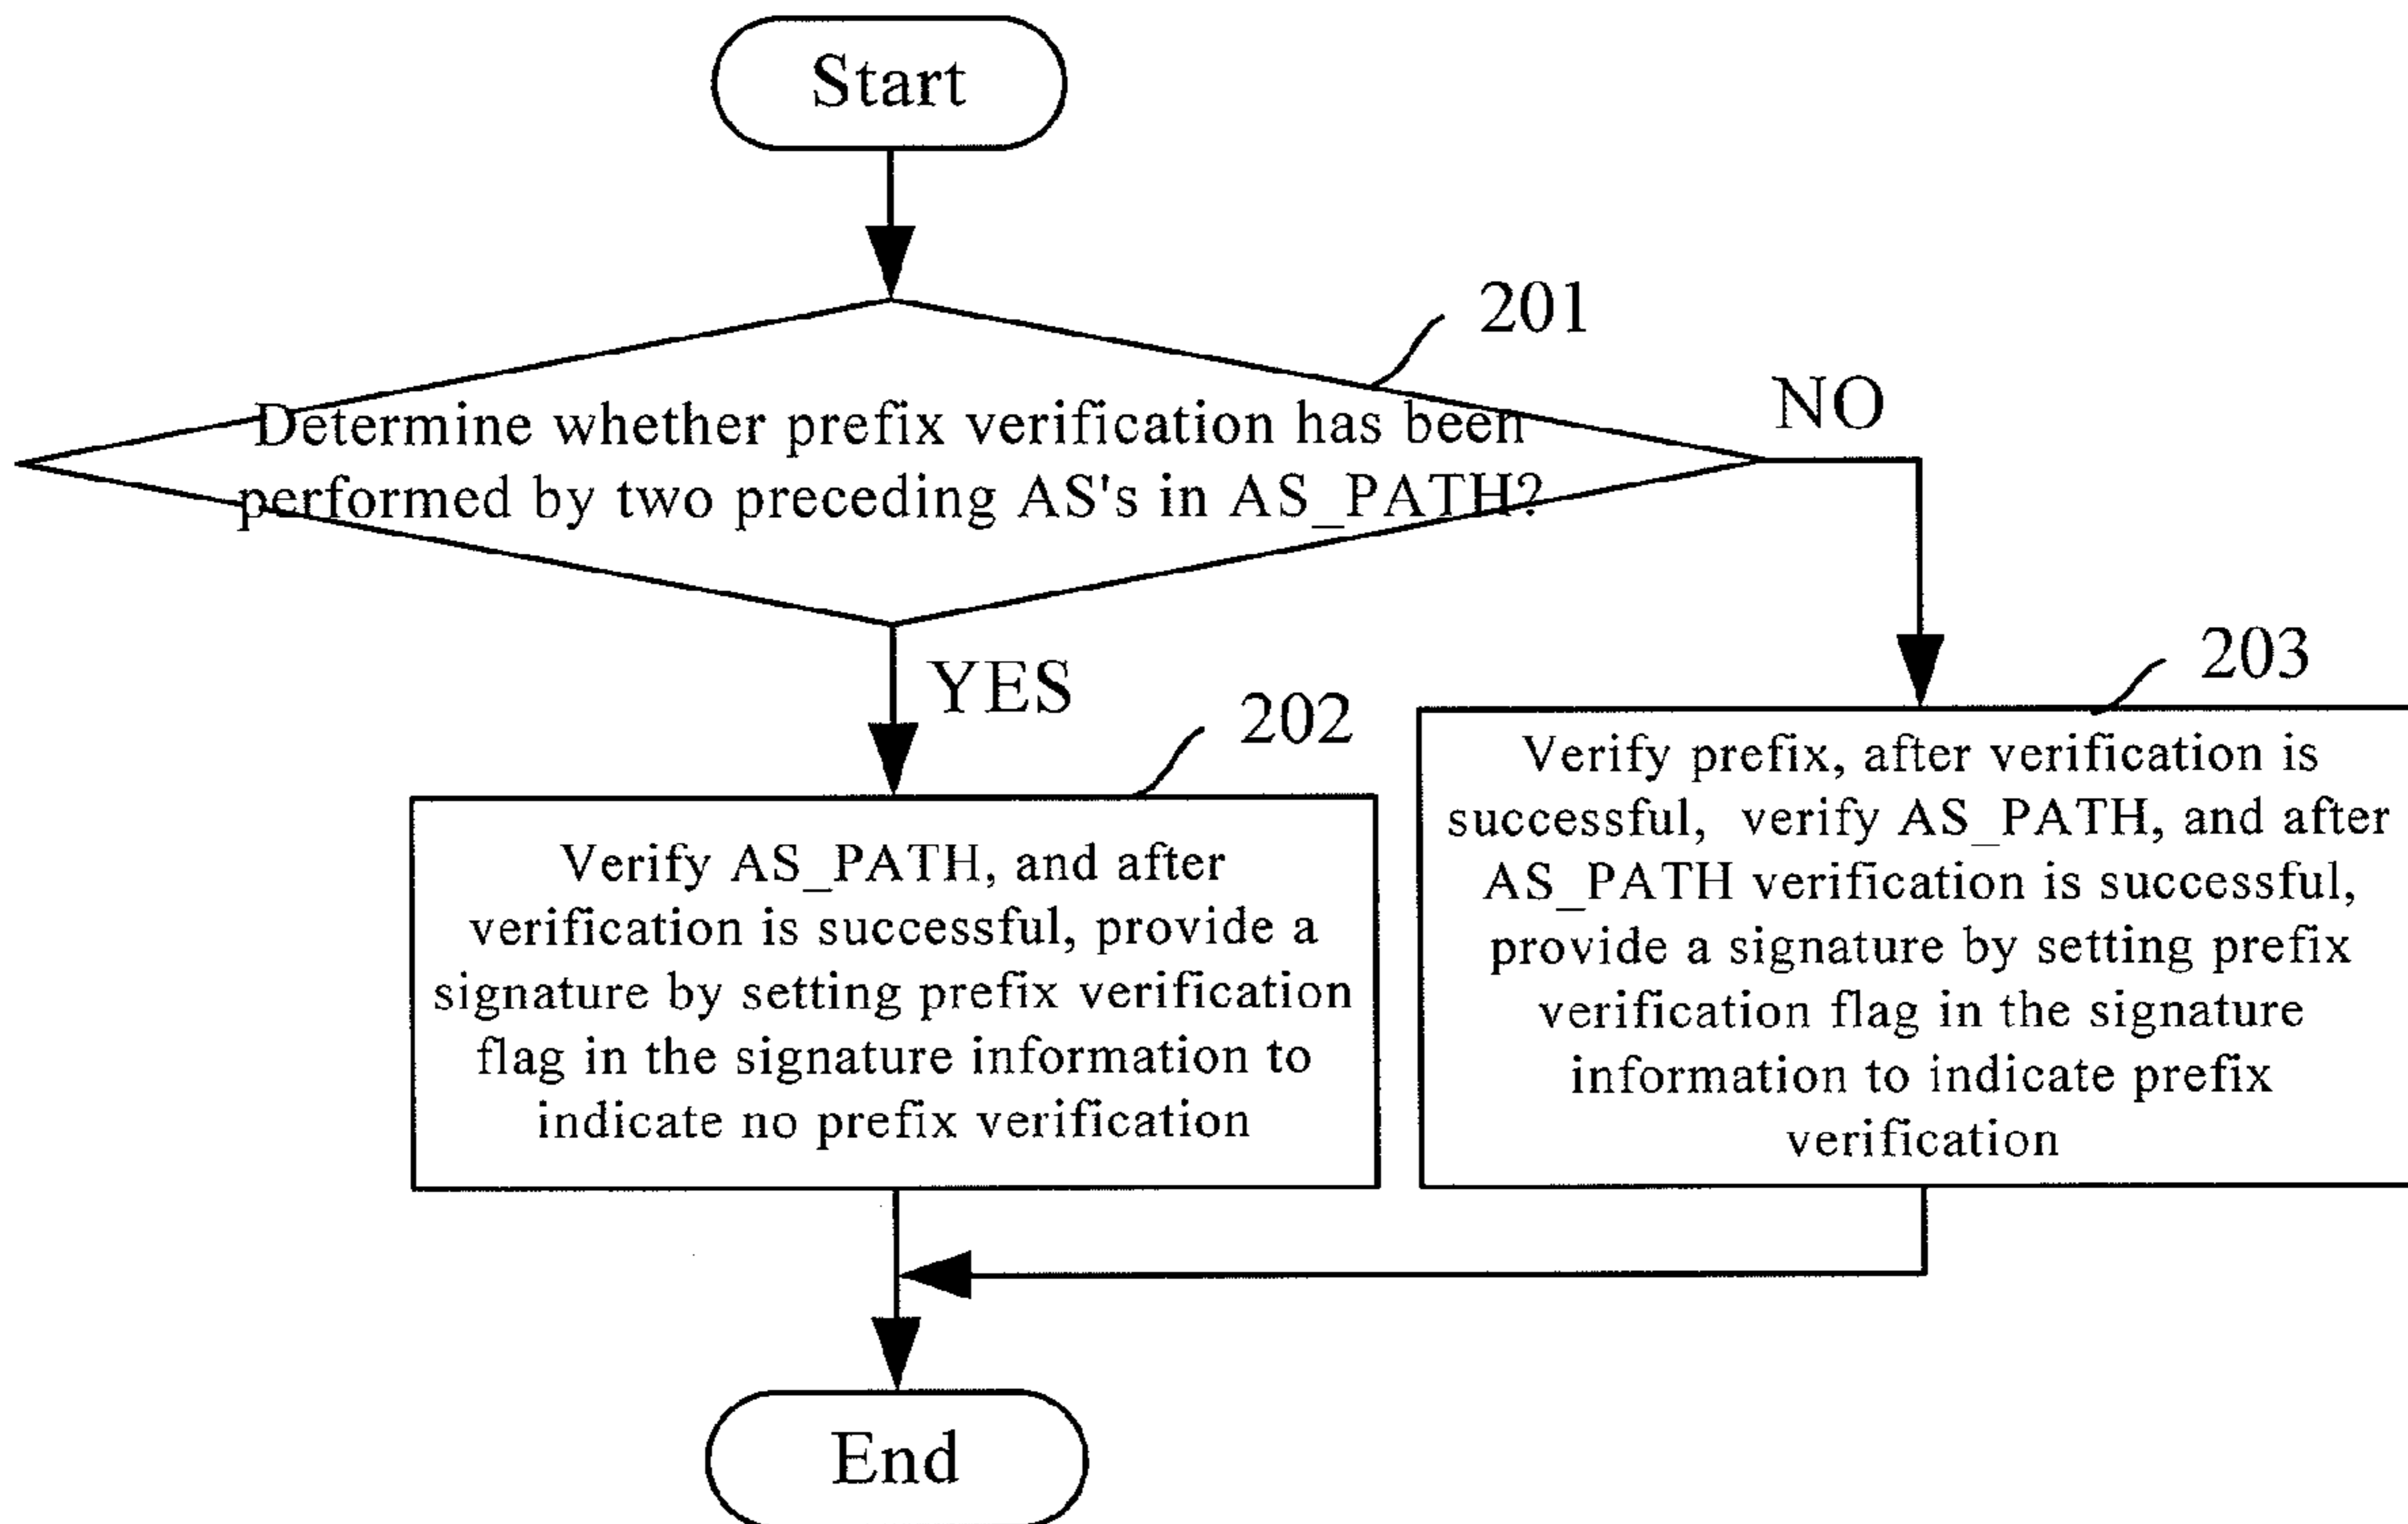 Start
201
Determine whether prefix verification has been
performed by two preceding AS's in AS_PATH?
NO
YES
202
Verify AS_PATH, and after
verification is successful, provide a
signature by setting prefix verification
flag in the signature information to
indicate no prefix verification
203
Verify prefix, after verification is
successful, verify AS_PATH, and after
AS_PATH verification is successful,
provide a signature by setting prefix
verification flag in the signature
information to indicate prefix
verification
End